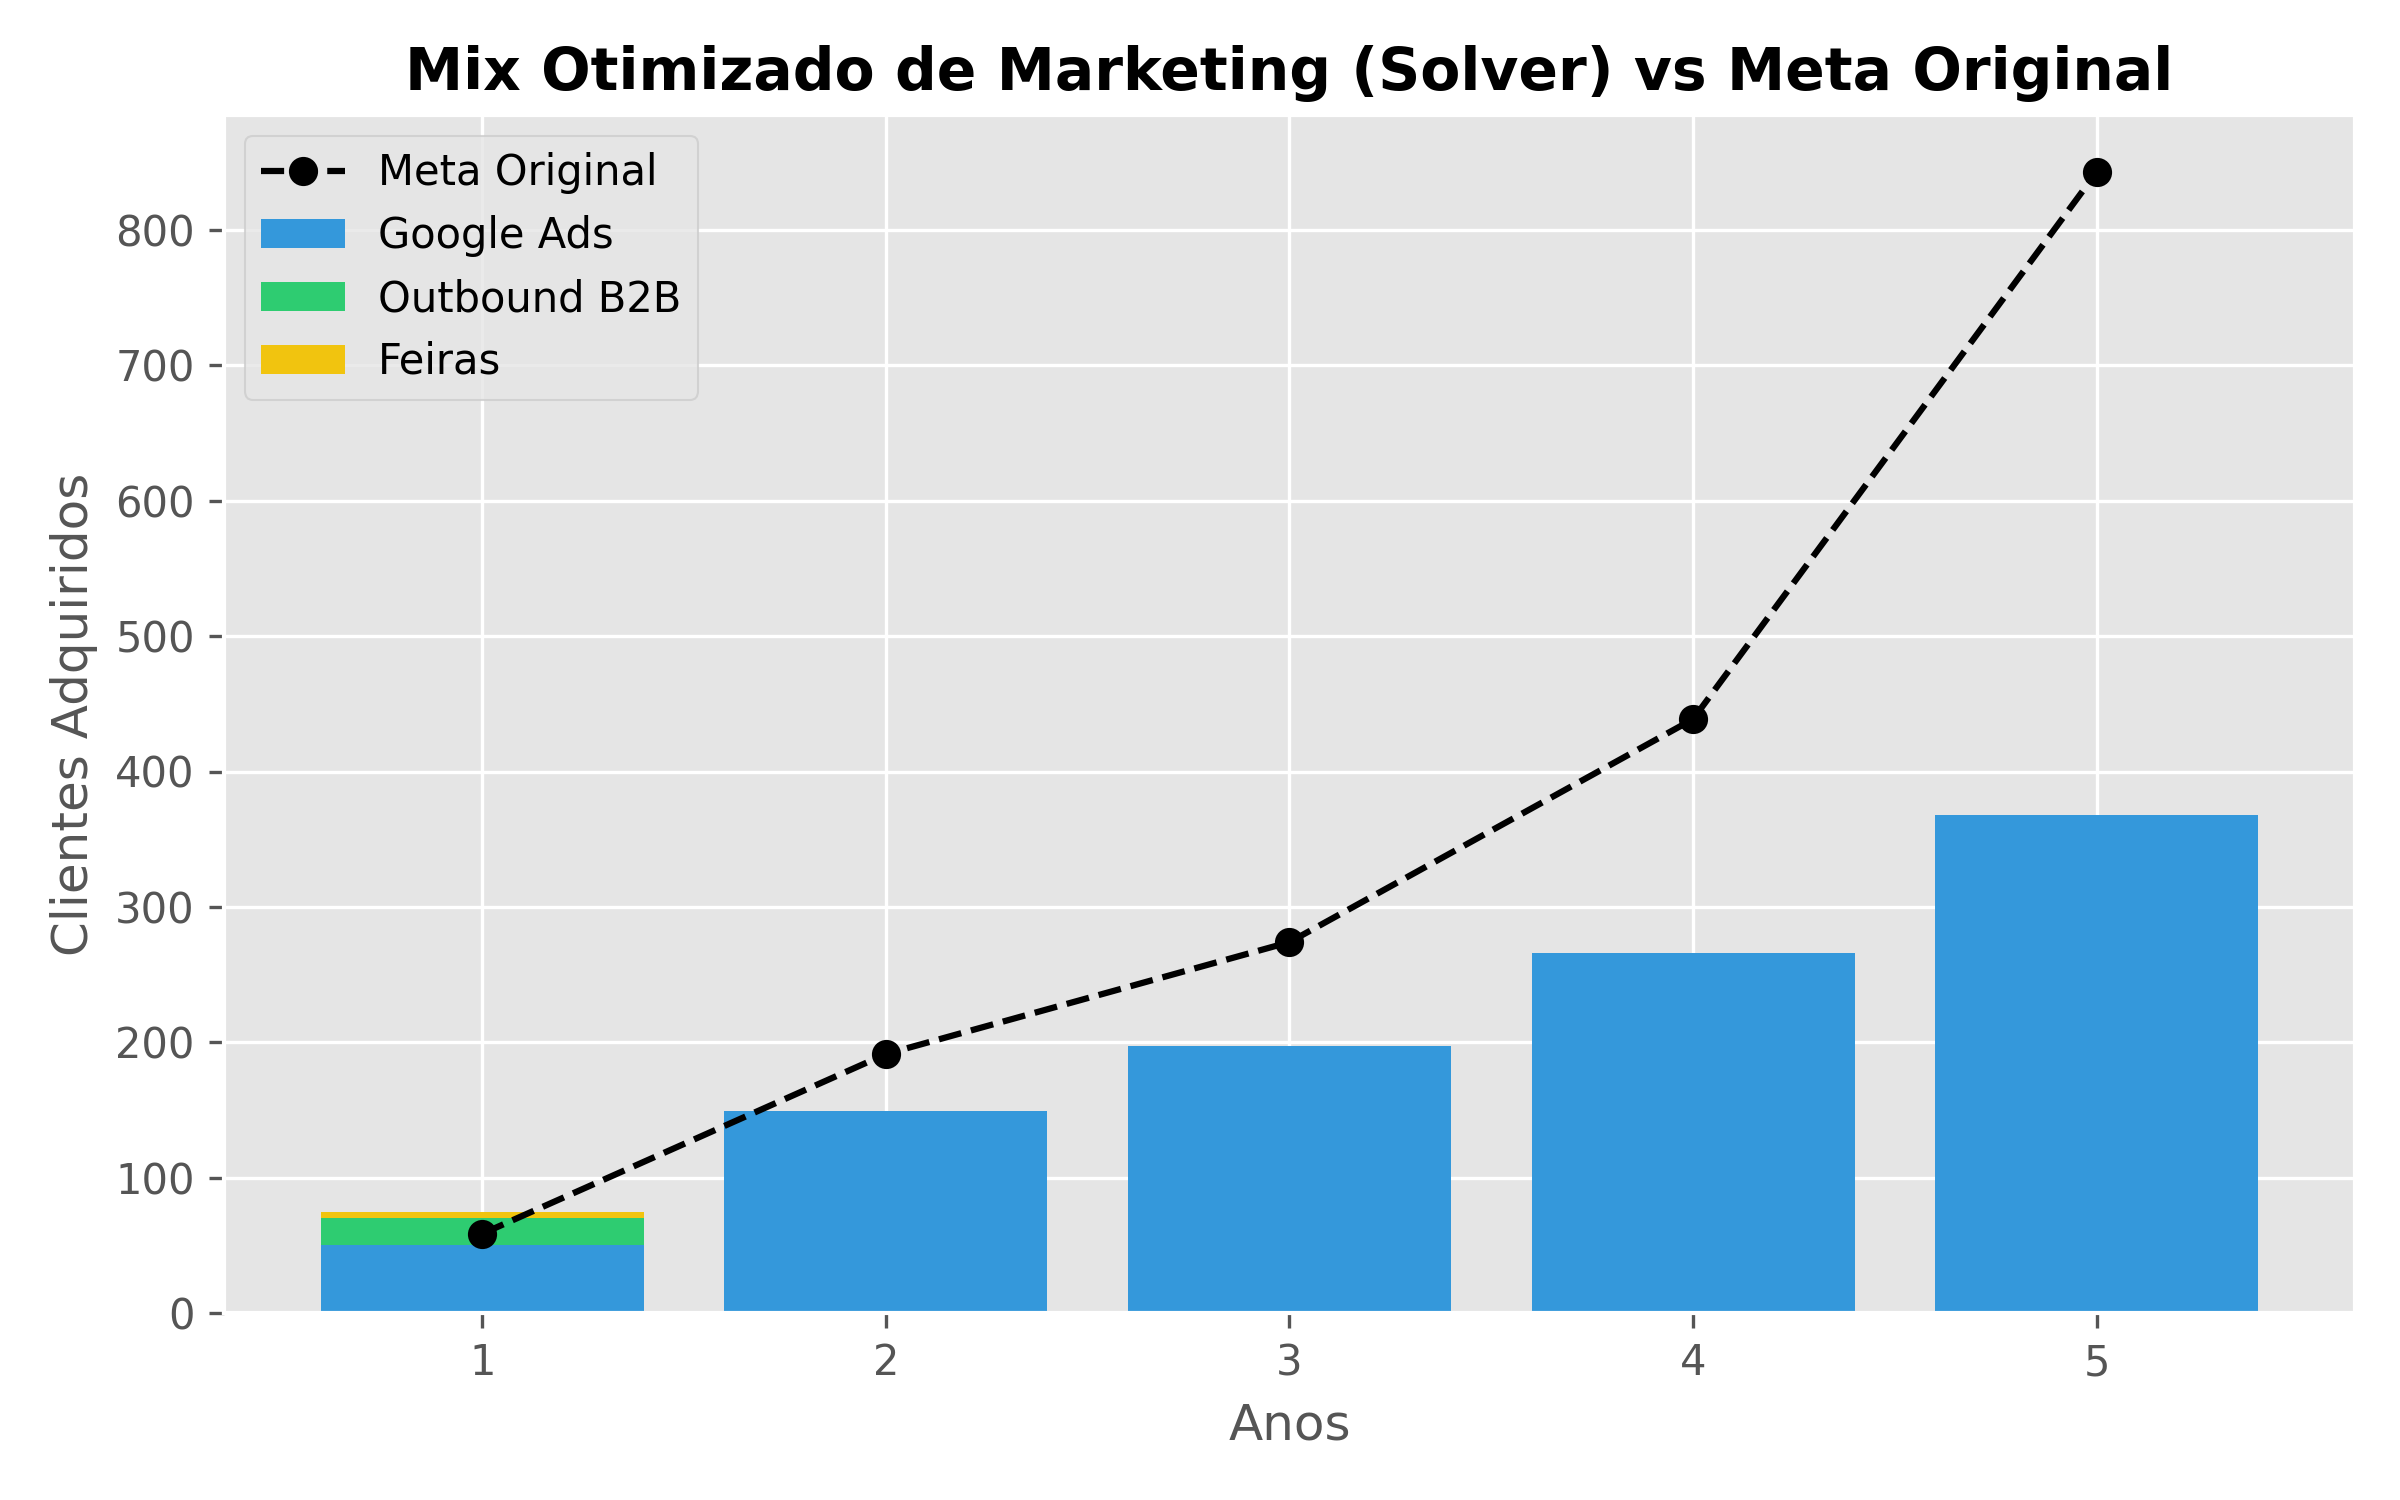 Mix Otimizado de Marketing (Solver) vs Meta Original
Meta Original
Google Ads
Outbound B2B
Feiras
Clientes Adquiridos
800
700
600
500
400
300
200
100
0
1 2 3 4 5
Anos